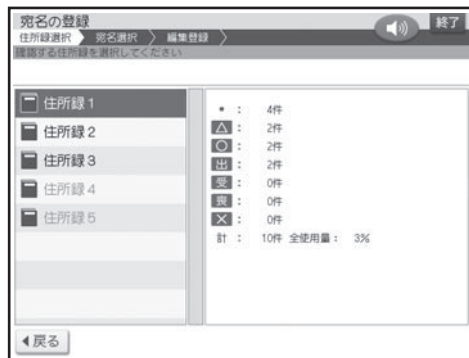 宛名の登録
終了
住所録選択 宛名選択 編集登録
確認する住所録を選択してください
住所録1
住所録2
住所録3
住所録4
住所録5
• : 4件
△ : 2件
○ : 2件
出 : 2件
受 : 0件
喪 : 0件
× : 0件
計 : 10件 全使用量: 3%
戻る